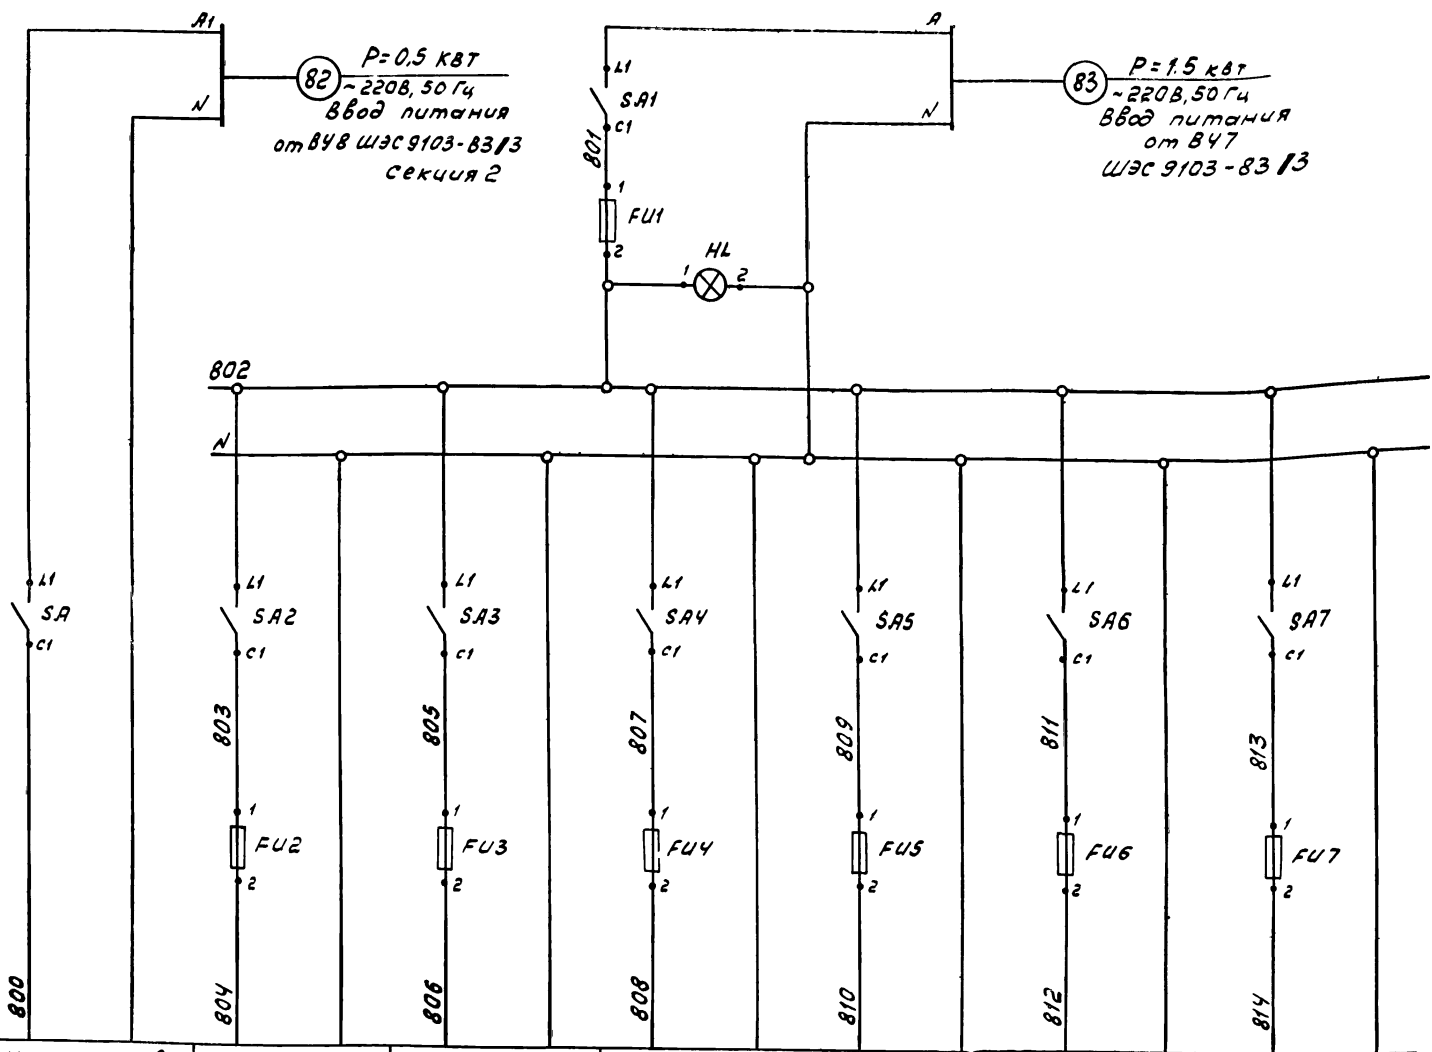 А1
N
82
Р=0,5 квт
~220В, 50 Гц
Ввод питания
от ВУ8 ШЭС 9103-83/3
секция 2
L1
SA1
C1
801
1
FU1
2
1
HL
2
А
N
83
Р=1.5 квт
~220В, 50 Гц
Ввод питания
от ВУ7
ШЭС 9103-83/3
802
N
L1
SA
C1
800
L1
SA2
C1
803
1
FU2
2
804
L1
SA3
C1
805
1
FU3
2
806
L1
SA4
C1
807
1
FU4
2
808
L1
SA5
C1
809
1
FU5
2
810
L1
SA6
C1
811
1
FU6
2
812
L1
SA7
C1
813
1
FU7
2
814